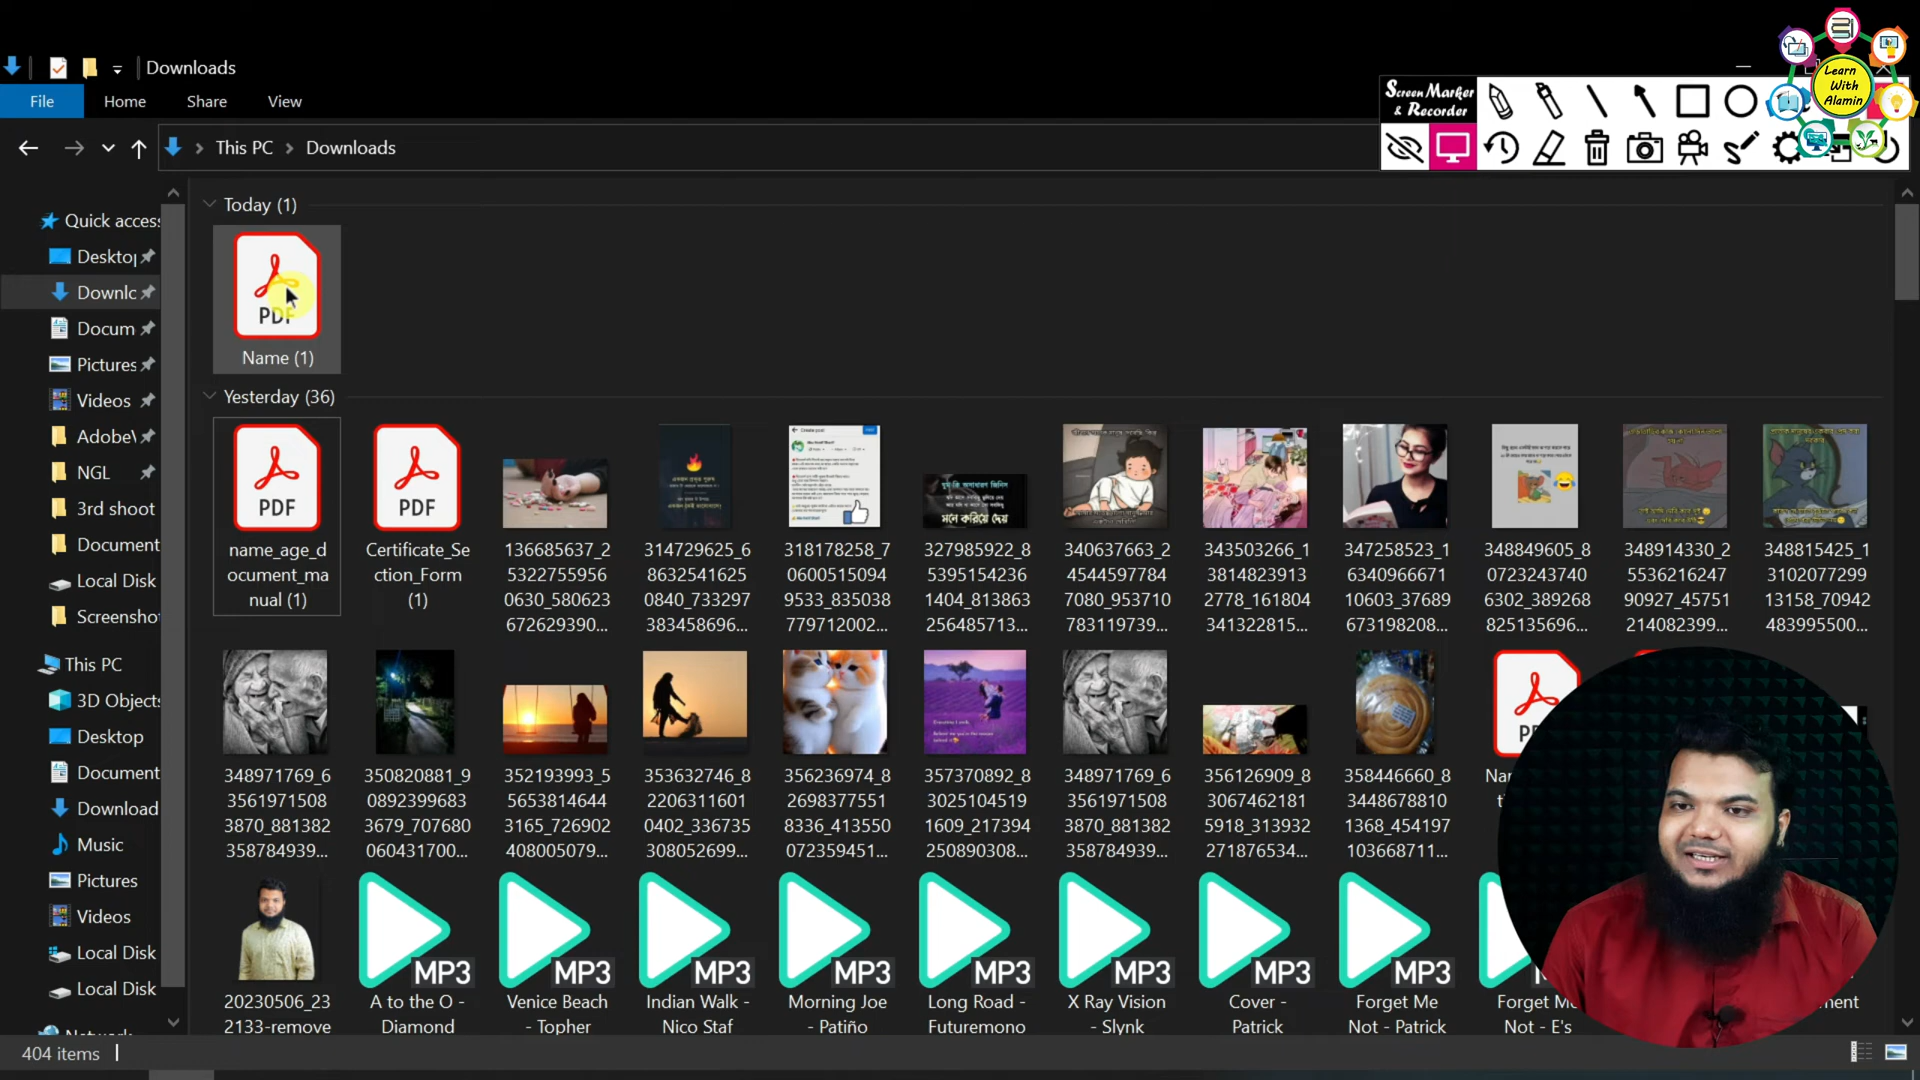 Downloads
File Home Share View
This PC Downloads
Screen Marker
& Recorder
Learn
With
Alamin
Quick access
Desktop
Downlc
Docum
Pictures
Videos
Adobe
NGL
3rd shoot
Document
Local Disk
Screensho
This PC
3D Objects
Desktop
Document
Download
Music
Pictures
Videos
Local Disk
Local Disk
Network
Today (1)
PDF
Name (1)
Yesterday (36)
PDF
name_age_d
ocument_ma
nual (1)
PDF
Certificate_Se
ction_Form
(1)
136685637_2
5322755956
0630_580623
672629390...
314729625_6
8632541625
0840_733297
383458696...
318178258_7
0600515094
9533_835038
779712002...
মনে করিয়ে দেয়
327985922_8
5395154236
1404_813863
256485713...
340637663_2
4544597784
7080_953710
783119739...
343503266_1
3814823913
2778_161804
341322815...
347258523_1
6340966671
10603_37689
673198208...
348849605_8
0723243740
6302_389268
825135696...
348914330_2
5536216247
90927_45751
214082399...
348815425_1
3102077299
13158_70942
483995500...
348971769_6
3561971508
3870_881382
358784939...
350820881_9
0892399683
3679_707680
060431700...
352193993_5
5653814644
3165_726902
408005079...
353632746_8
2206311601
0402_336735
308052699...
356236974_8
2698377551
8336_413550
072359451...
357370892_8
3025104519
1609_217394
250890308...
348971769_6
3561971508
3870_881382
358784939...
356126909_8
3067462181
5918_313932
271876534...
358446660_8
3448678810
1368_454197
103668711...
20230506_23
2133-remove
MP3
A to the O -
Diamond
MP3
Venice Beach
- Topher
MP3
Indian Walk -
Nico Staf
MP3
Morning Joe
- Patiño
MP3
Long Road -
Futuremono
MP3
X Ray Vision
- Slynk
MP3
Cover -
Patrick
MP3
Forget Me
Not - Patrick
Forget Me
Not - E's
404 items